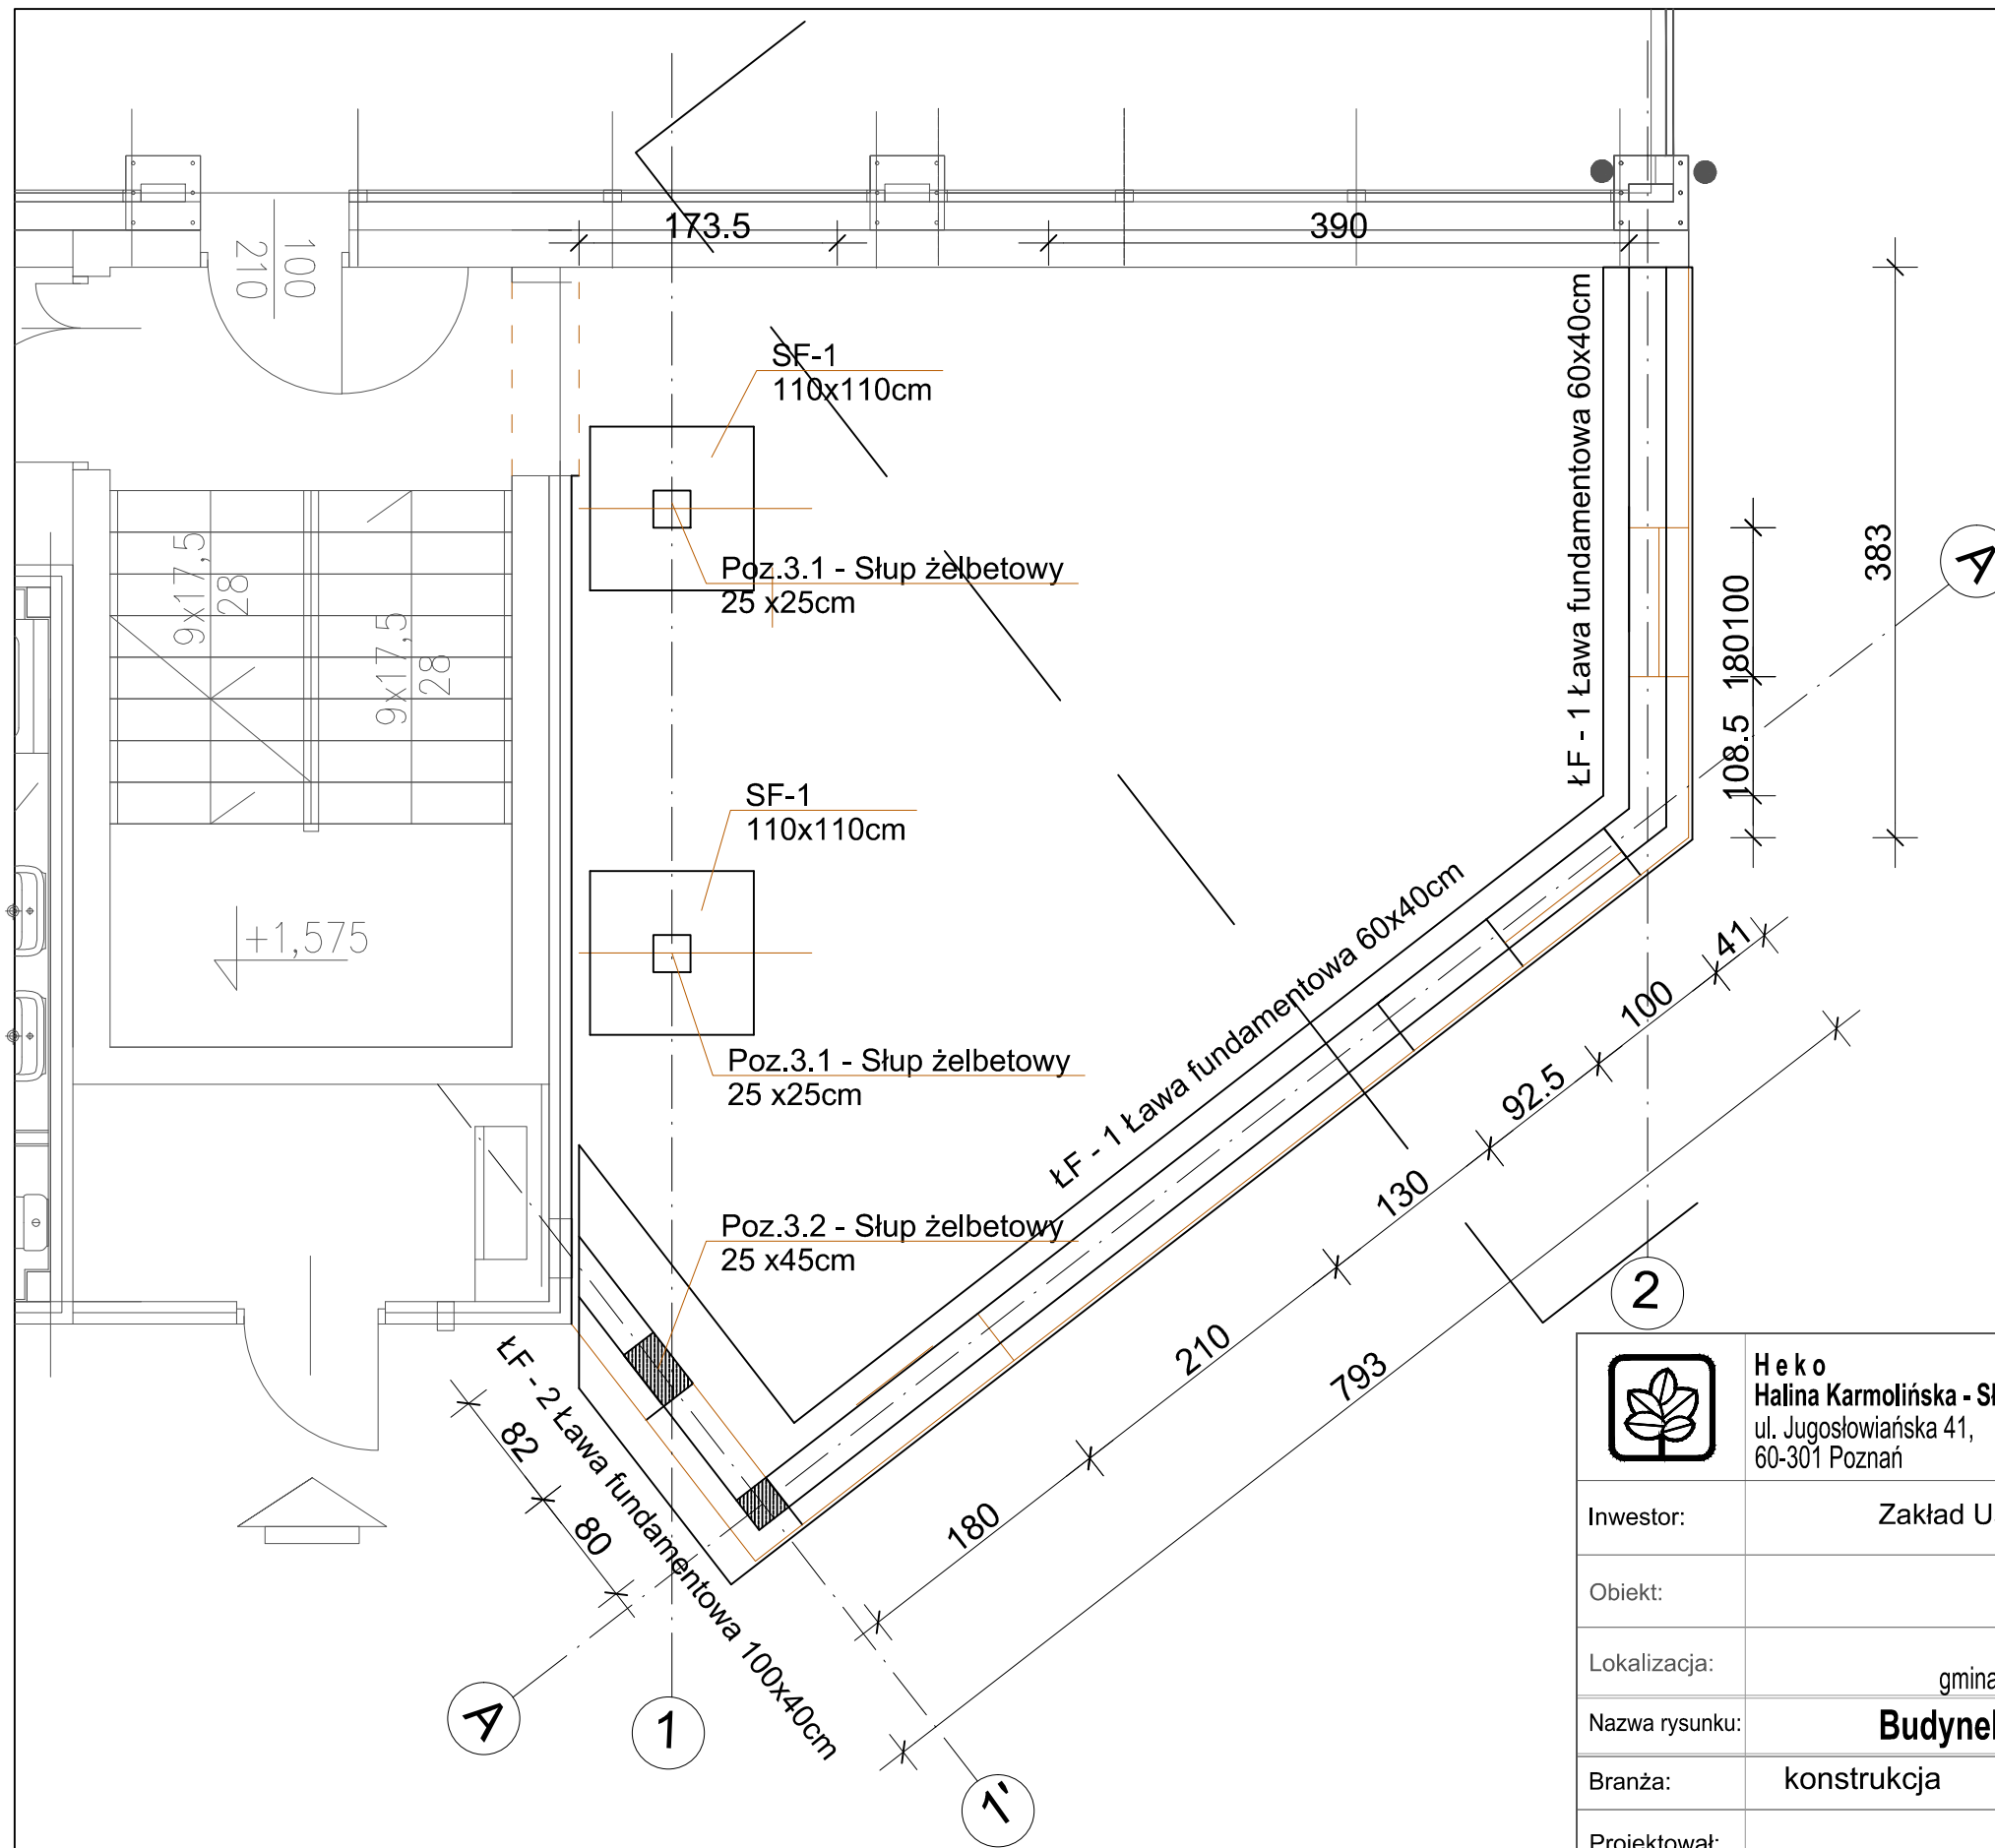 173.5
390
100
210
SF-1
110x110cm
Poz.3.1 - Słup żelbetowy
25 x25cm
ŁF - 1 Ława fundamentowa 60x40cm
383
A
100
180
108.5
9x17,5
28
9x17,5
28
SF-1
110x110cm
+1,575
Poz.3.1 - Słup żelbetowy
25 x25cm
ŁF - 1 Ława fundamentowa 60x40cm
41
100
92.5
130
210
793
180
Poz.3.2 - Słup żelbetowy
25 x45cm
ŁF - 2 Ława fundamentowa 100x40cm
82
80
2
A
1
1'
Heko
Halina Karmolińska - 
ul. Jugosłowiańska 41,
60-301 Poznań
Inwestor: Zakład
Obiekt:
Lokalizacja:
gmina
Nazwa rysunku:
Branża: konstrukcja
Projektował: